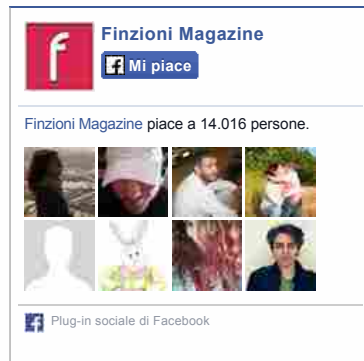 Finzioni Magazine
Mi piace
Finzioni Magazine piace a 14.016 persone.
Plug-in sociale di Facebook